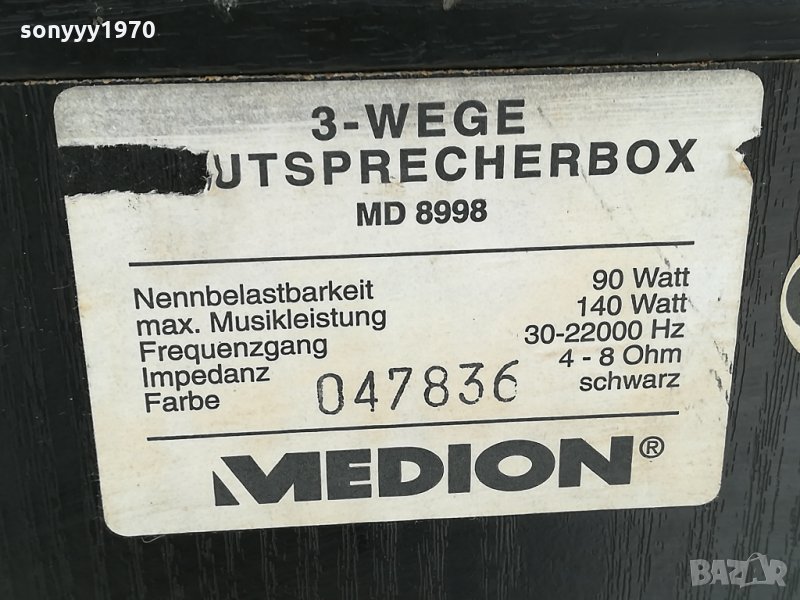 sonyyy1970
3-WEGE
UTSPRECHERBOX
MD 8998
Nennbelastbarkeit 90 Watt
max. Musikleistung 140 Watt
Frequenzgang 30-22000 Hz
Impedanz 4 - 8 Ohm
Farbe schwarz
047836
MEDION®
BAZAR